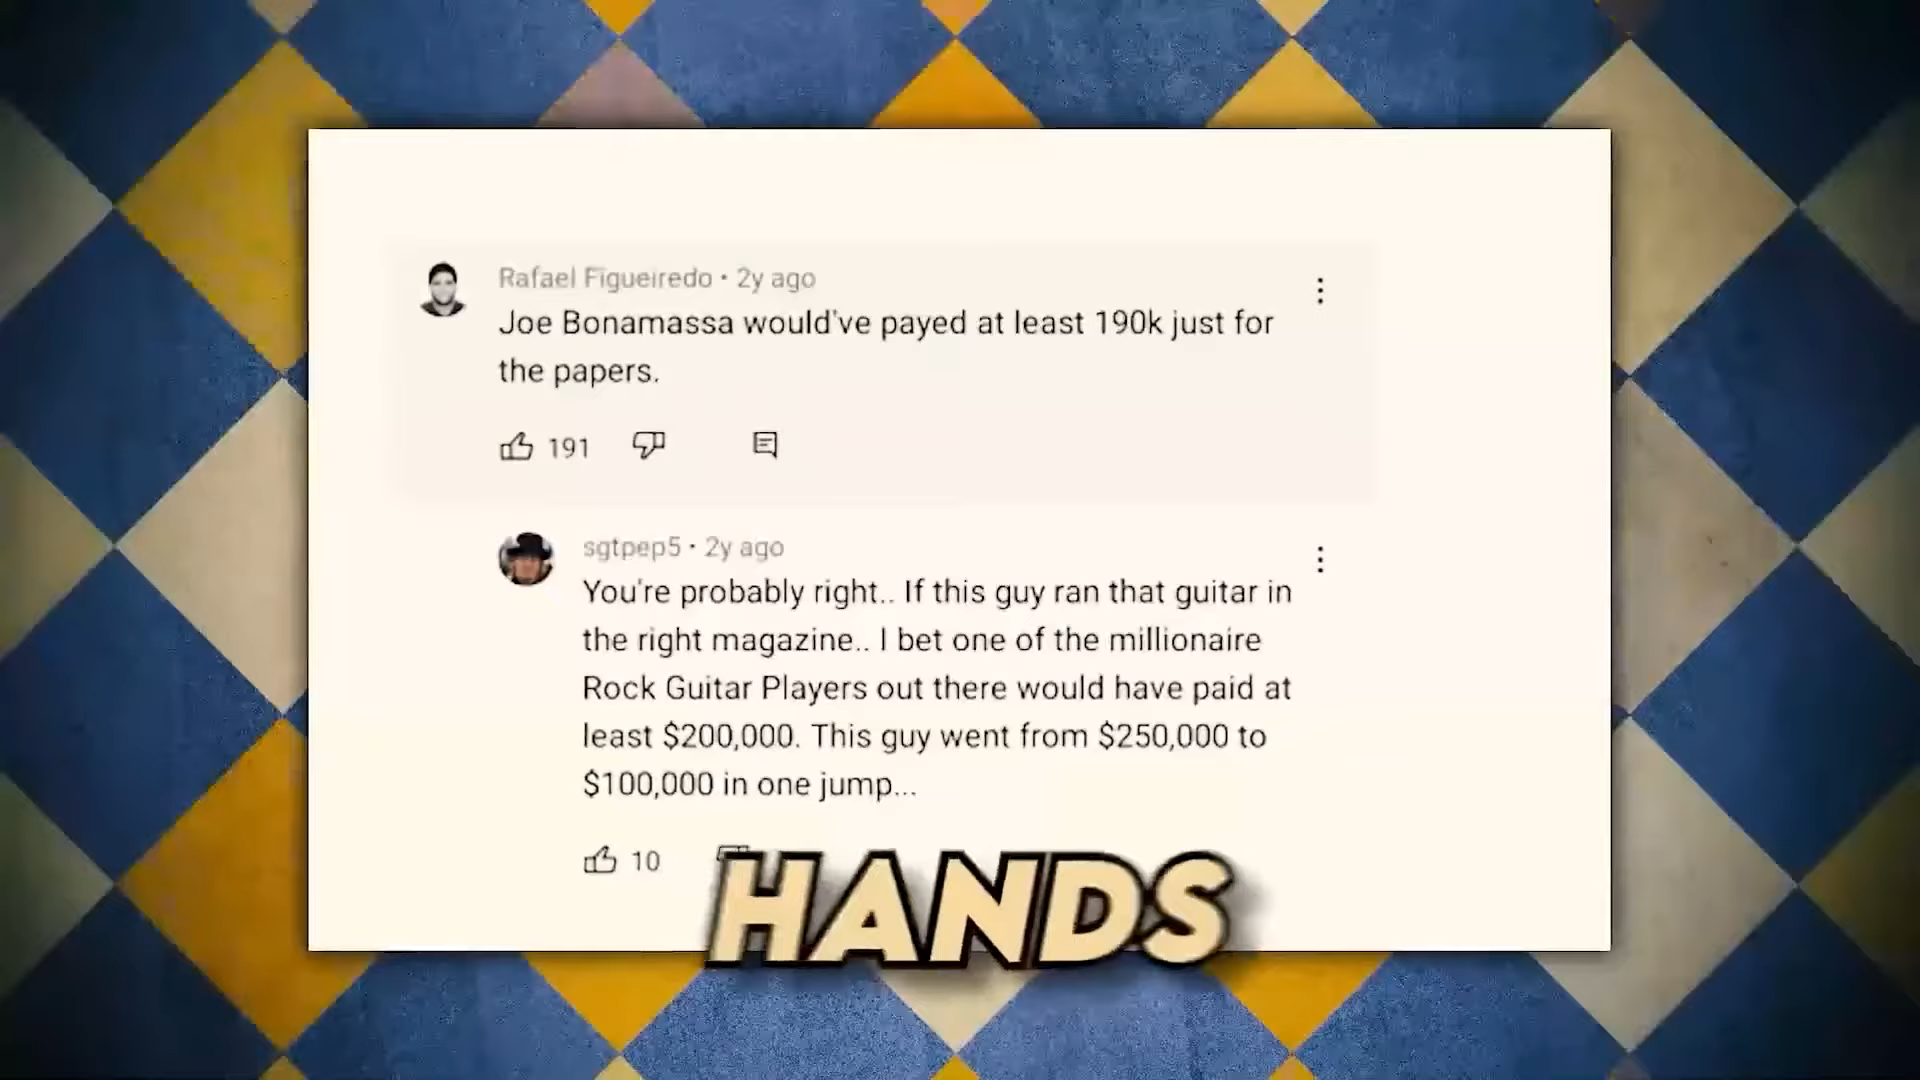 Rafael Figueiredo • 2y ago
Joe Bonamassa would've payed at least 190k just for
the papers.
191
sgtpep5 • 2y ago
You're probably right.. If this guy ran that guitar in
the right magazine.. I bet one of the millionaire
Rock Guitar Players out there would have paid at
least $200,000. This guy went from $250,000 to
$100,000 in one jump...
10
HANDS